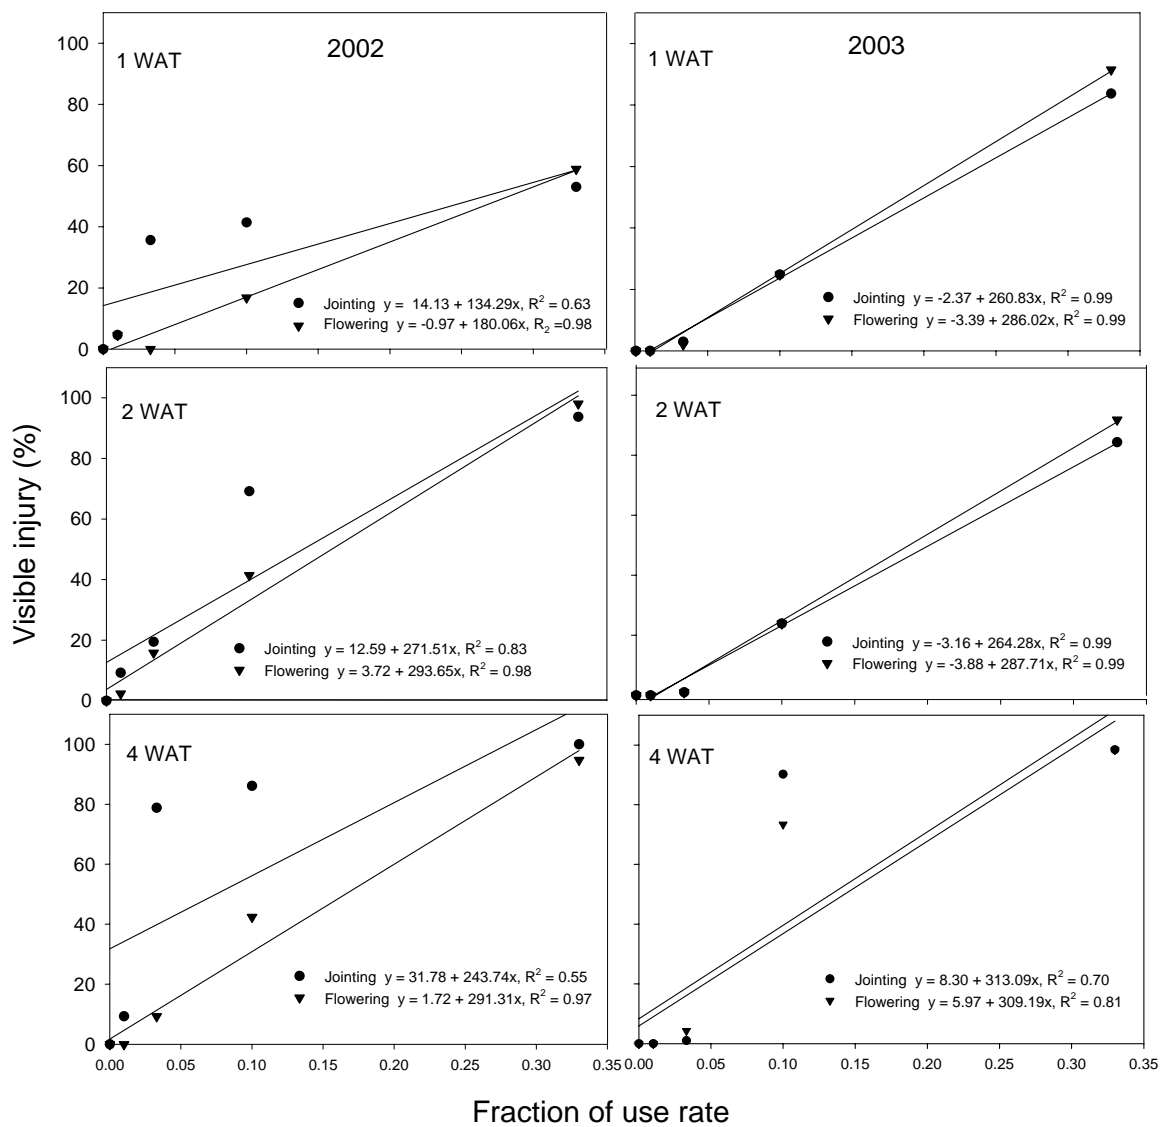 2002
1 WAT
100
80
60
40
20
0
Jointing y = 14.13 + 134.29x, R² = 0.63
Flowering y = -0.97 + 180.06x, R₂ =0.98
2003
1 WAT
Jointing y = -2.37 + 260.83x, R² = 0.99
Flowering y = -3.39 + 286.02x, R² = 0.99
Visible injury (%)
2 WAT
100
80
60
40
20
0
Jointing y = 12.59 + 271.51x, R² = 0.83
Flowering y = 3.72 + 293.65x, R² = 0.98
2 WAT
Jointing y = -3.16 + 264.28x, R² = 0.99
Flowering y = -3.88 + 287.71x, R² = 0.99
4 WAT
100
80
60
40
20
0
Jointing y = 31.78 + 243.74x, R² = 0.55
Flowering y = 1.72 + 291.31x, R² = 0.97
0.00 0.05 0.10 0.15 0.20 0.25 0.30 0.35
4 WAT
Jointing y = 8.30 + 313.09x, R² = 0.70
Flowering y = 5.97 + 309.19x, R² = 0.81
0.00 0.05 0.10 0.15 0.20 0.25 0.30 0.35
Fraction of use rate